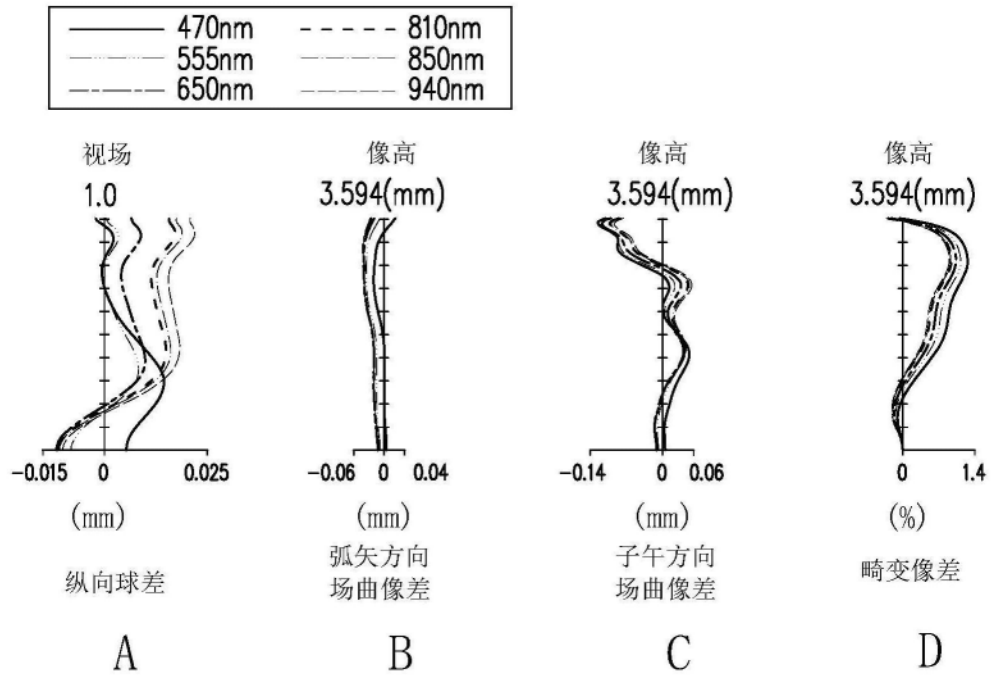 470nm 810nm
555nm 850nm
650nm 940nm
视场 像高 像高 像高
1.0 3.594(mm) 3.594(mm) 3.594(mm)
-0.015 0 0.025 -0.06 0 0.04 -0.14 0 0.06 0 1.4
(mm) (mm) (mm) (%)
纵向球差 弧矢方向 子午方向 畸变像差
场曲像差 场曲像差
A B C D